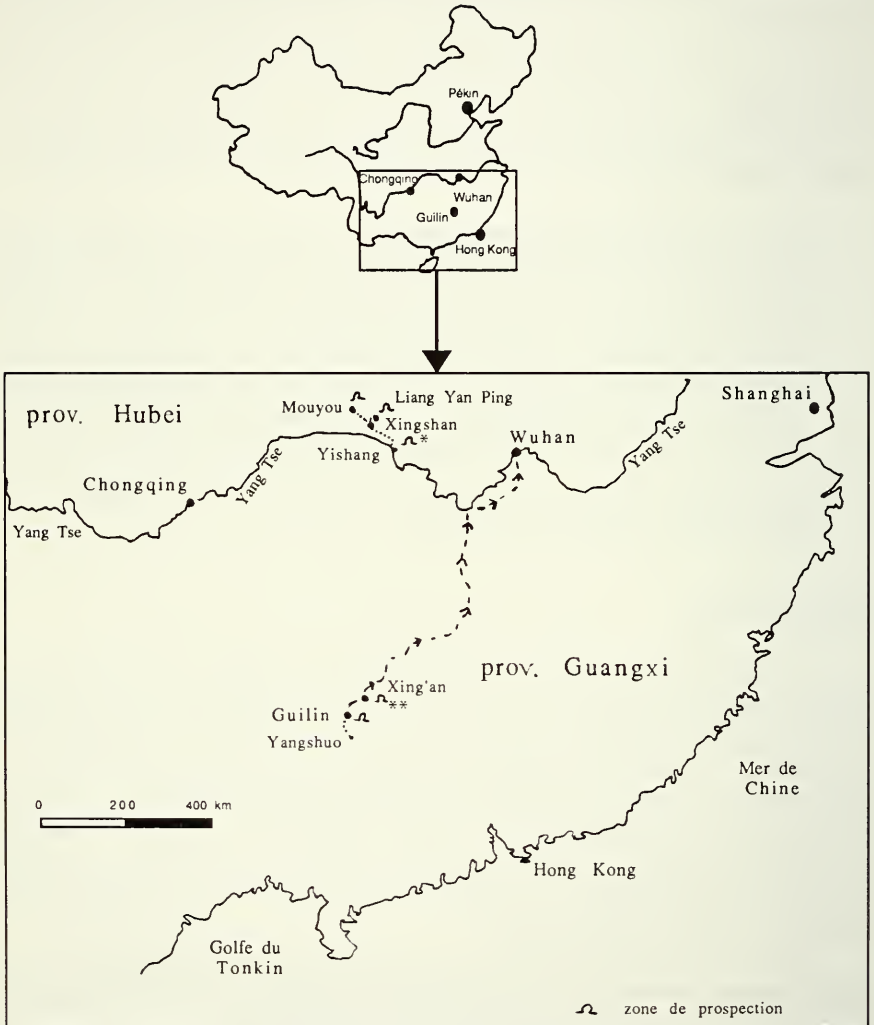 Pékin
Chongqing
Wuhan
Guilin
Hong Kong
prov. Hubei
Mouyou
Liang Yan Ping
Xingshan
*
Yishang
Wuhan
Shanghai
Chongqing
Yang Tse
Yang Tse
Yang Tse
prov. Guangxi
Xing'an
**
Guilin
Yangshuo
Mer de
Chine
0 200 400 km
Hong Kong
Golfe du
Tonkin
zone de prospection